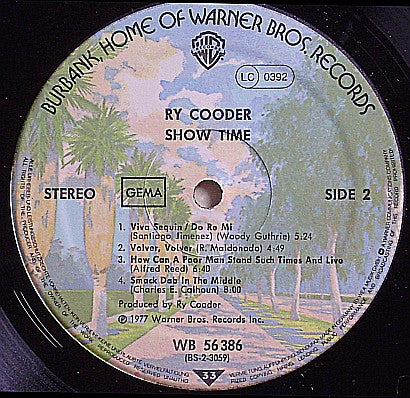 BURBANK, HOME OF WARNER BROS. RECORDS
LC 0392
RY COODER
SHOW TIME
STEREO
GEMA
SIDE 2
1. Viva Sequin / Do Re Mi
(Santiago Jimenez) (Woody Guthrie) 5:24
2. Volver, Volver (R. Maldonado) 4:49
3. How Can A Poor Man Stand Such Times And Live
(Alfred Reed) 6:40
4. Smack Dab In The Middle
(Charles E. Calhoun) 8:00
Produced by Ry Cooder
℗ 1977 Warner Bros. Records Inc.
WB 56 386
(BS-2-3059)
33